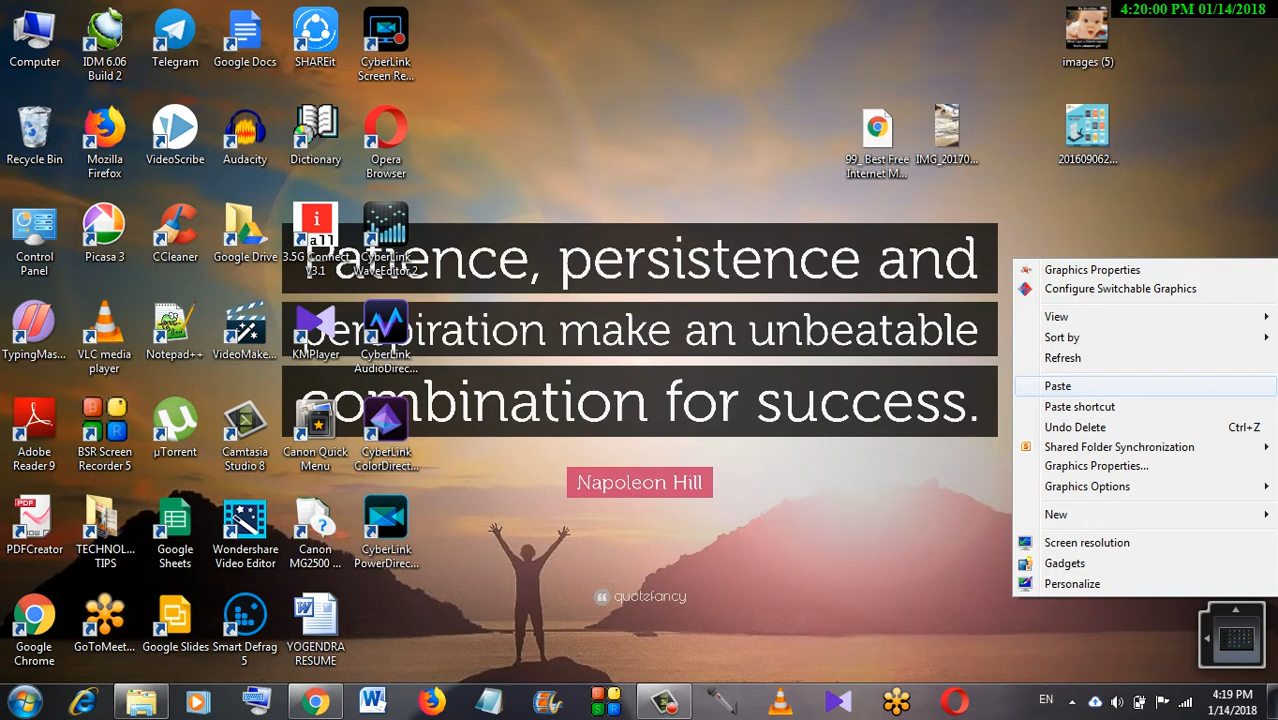 4:20:00 PM 01/14/2018
Computer
IDM 6.06
Build 2
Telegram
Google Docs
SHAREit
CyberLink
Screen Re...
images (5)
Recycle Bin
Mozilla
Firefox
VideoScribe
Audacity
Dictionary
Opera
Browser
99_ Best Free
Internet M...
IMG_20170...
201609062...
Control
Panel
Picasa 3
CCleaner
Google Drive
3.5G Connect
v3.1
CyberLink
WaveEditor 2
Patience, persistence and
perspiration make an unbeatable
combination for success.
Napoleon Hill
quotefancy
TypingMas...
VLC media
player
Notepad++
VideoMake...
KMPlayer
CyberLink
AudioDirec...
Adobe
Reader 9
BSR Screen
Recorder 5
µTorrent
Camtasia
Studio 8
Canon Quick
Menu
CyberLink
ColorDirect...
PDFCreator
TECHNOL...
TIPS
Google
Sheets
Wondershare
Video Editor
Canon
MG2500 ...
CyberLink
PowerDirec...
Google
Chrome
GoToMeet...
Google Slides
Smart Defrag
5
YOGENDRA
RESUME
Graphics Properties
Configure Switchable Graphics
View
Sort by
Refresh
Paste
Paste shortcut
Undo Delete Ctrl+Z
Shared Folder Synchronization
Graphics Properties...
Graphics Options
New
Screen resolution
Gadgets
Personalize
EN
4:19 PM
1/14/2018